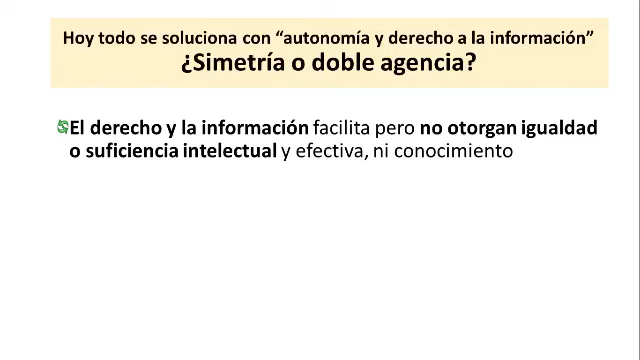 Hoy todo se soluciona con “autonomía y derecho a la información”
¿Simetría o doble agencia?
El derecho y la información facilita pero no otorgan igualdad
o suficiencia intelectual y efectiva, ni conocimiento